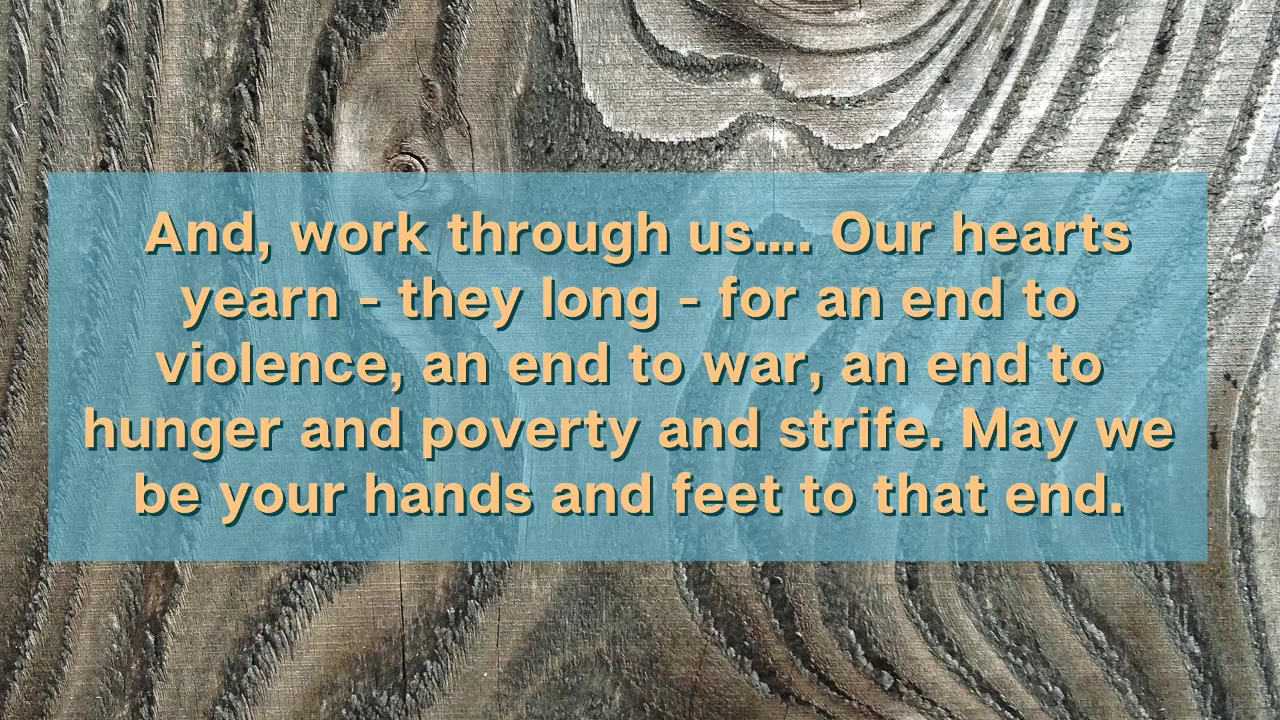 And, work through us.... Our hearts
yearn - they long - for an end to
violence, an end to war, an end to
hunger and poverty and strife. May we
be your hands and feet to that end.